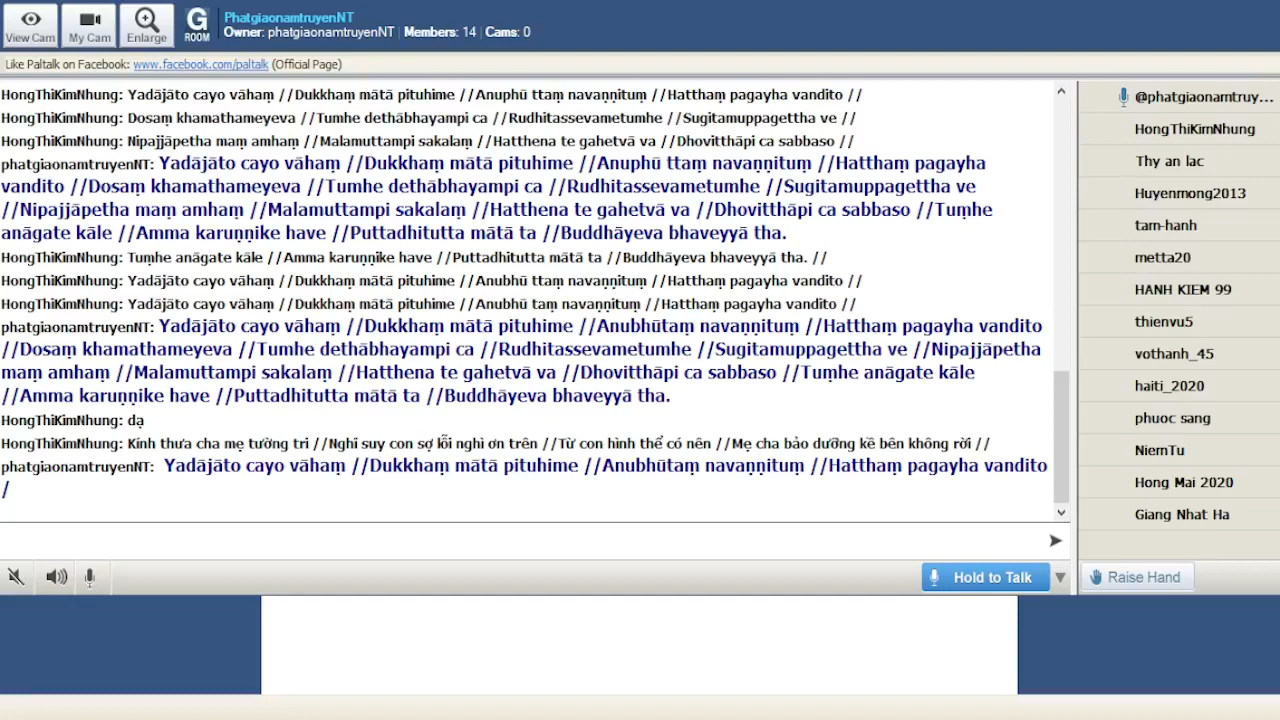 PhatgiaonamtruyenNT
View Cam
My Cam
Enlarge
G
ROOM
Owner: phatgiaonamtruyenNT | Members: 14 | Cams: 0
Like Paltalk on Facebook: www.facebook.com/paltalk (Official Page)
HongThiKimNhung: Yadājāto cayo vāhaṃ //Dukkhaṃ mātā pituhime //Anuphū ttaṃ navaṇṇituṃ //Hatthaṃ pagayha vandito //
HongThiKimNhung: Dosaṃ khamathameyeva //Tumhe dethābhayampi ca //Rudhitassevametumhe //Sugitamuppagettha ve //
HongThiKimNhung: Nipajjāpetha maṃ amhaṃ //Malamuttampi sakalaṃ //Hatthena te gahetvā va //Dhovitthāpi ca sabbaso //
phatgiaonamtruyenNT: Yadājāto cayo vāhaṃ //Dukkhaṃ mātā pituhime //Anuphū ttaṃ navaṇṇituṃ //Hatthaṃ pagayha
vandito //Dosaṃ khamathameyeva //Tumhe dethābhayampi ca //Rudhitassevametumhe //Sugitamuppagettha ve
//Nipajjāpetha maṃ amhaṃ //Malamuttampi sakalaṃ //Hatthena te gahetvā va //Dhovitthāpi ca sabbaso //Tuṃhe
anāgate kāle //Amma karuṇṇike have //Puttadhitutta mātā ta //Buddhāyeva bhaveyyā tha.
HongThiKimNhung: Tuṃhe anāgate kāle //Amma karuṇṇike have //Puttadhitutta mātā ta //Buddhāyeva bhaveyyā tha. //
HongThiKimNhung: Yadājāto cayo vāhaṃ //Dukkhaṃ mātā pituhime //Anubhū ttaṃ navaṇṇituṃ //Hatthaṃ pagayha vandito //
HongThiKimNhung: Yadājāto cayo vāhaṃ //Dukkhaṃ mātā pituhime //Anubhū taṃ navaṇṇituṃ //Hatthaṃ pagayha vandito //
phatgiaonamtruyenNT: Yadājāto cayo vāhaṃ //Dukkhaṃ mātā pituhime //Anubhūtaṃ navaṇṇituṃ //Hatthaṃ pagayha vandito
//Dosaṃ khamathameyeva //Tumhe dethābhayampi ca //Rudhitassevametumhe //Sugitamuppagettha ve //Nipajjāpetha
maṃ amhaṃ //Malamuttampi sakalaṃ //Hatthena te gahetvā va //Dhovitthāpi ca sabbaso //Tuṃhe anāgate kāle
//Amma karuṇṇike have //Puttadhitutta mātā ta //Buddhāyeva bhaveyyā tha.
HongThiKimNhung: dạ
HongThiKimNhung: Kính thưa cha mẹ tường tri //Nghĩ suy con sợ lỗi nghì ơn trên //Từ con hình thể có nên //Mẹ cha bảo dưỡng kề bên không rời //
phatgiaonamtruyenNT: Yadājāto cayo vāhaṃ //Dukkhaṃ mātā pituhime //Anubhūtaṃ navaṇṇituṃ //Hatthaṃ pagayha vandito
/
@phatgiaonamtruy...
HongThiKimNhung
Thy an lac
Huyenmong2013
tam-hanh
metta20
HANH KIEM 99
thienvu5
vothanh_45
haiti_2020
phuoc sang
NiemTu
Hong Mai 2020
Giang Nhat Ha
Hold to Talk
Raise Hand